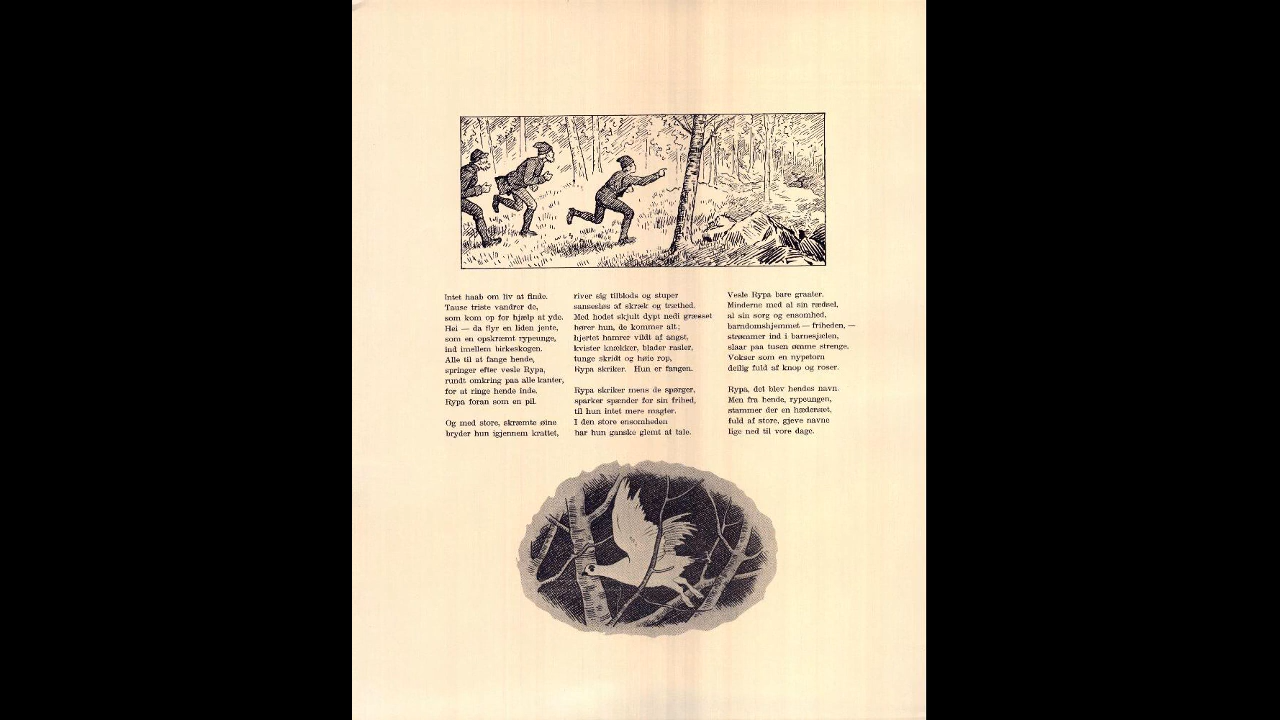 Intet haab om liv at finde.
Tause triste vandrer de,
som kom op for hjælp at yde.
Hei — da flyr en liden jente,
som en opskræmt rypeunge,
ind imellem birkeskogen.
Alle til at fange hende,
springer efter vesle Rypa,
rundt omkring paa alle kanter,
for at ringe hende inde.
Rypa foran som en pil.
Og med store, skræmte øine
bryder hun igjennem krattet,
river sig tilblods og stuper
sansesløs af skræk og træthed.
Med hodet skjult dypt nedi græsset
hører hun, de kommer alt;
hjertet hamrer vildt af angst,
kvister knækker, blader rasler,
tunge skridt og høie rop,
Rypa skriker. Hun er fangen.
Rypa skriker mens de spørger,
sparker spænder for sin frihed,
til hun intet mere magter.
I den store ensomheden
har hun ganske glemt at tale.
Vesle Rypa bare graater.
Minderne med al sin rædsel,
al sin sorg og ensomhed,
barndomshjemmet — friheden, —
strømmer ind i barnesjælen,
slaar paa tusen ømme strenge.
Vokser som en nypetorn
deilig fuld af knop og roser.
Rypa, det blev hendes navn.
Men fra hende, rypeungen,
stammer der en hædersæt,
fuld af store, gjeve navne
lige ned til vore dage.